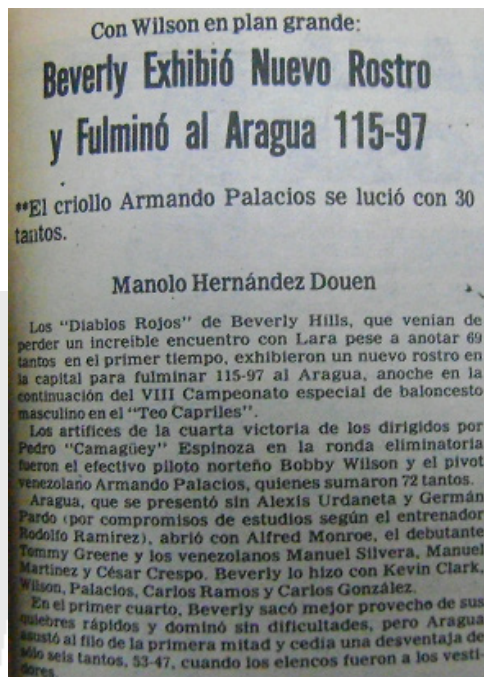 Con Wilson en plan grande:
Beverly Exhibió Nuevo Rostro
y Fulminó al Aragua 115-97
**El criollo Armando Palacios se lució con 30
tantos.
Manolo Hernández Douen
Los "Diablos Rojos" de Beverly Hills, que venían de
perder un increíble encuentro con Lara pese a anotar 69
tantos en el primer tiempo, exhibieron un nuevo rostro en
la capital para fulminar 115-97 al Aragua, anoche en la
continuación del VIII Campeonato especial de baloncesto
masculino en el "Teo Capriles".
Los artífices de la cuarta victoria de los dirigidos por
Pedro "Camagüey" Espinoza en la ronda eliminatoria
fueron el efectivo piloto norteño Bobby Wilson y el pivot
venezolano Armando Palacios, quienes sumaron 72 tantos.
Aragua, que se presentó sin Alexis Urdaneta y Germán
Pardo (por compromisos de estudios según el entrenador
Rodolfo Ramírez), abrió con Alfred Monroe, el debutante
Tommy Greene y los venezolanos Manuel Silvera, Manuel
Martínez y César Crespo. Beverly lo hizo con Kevin Clark,
Wilson, Palacios, Carlos Ramos y Carlos González.
En el primer cuarto, Beverly sacó mejor provecho de sus
quiebres rápidos y dominó sin dificultades, pero Aragua
asustó al filo de la primera mitad y cedía una desventaja de
sólo seis tantos, 53-47, cuando los elencos fueron a los vesti-
dores.